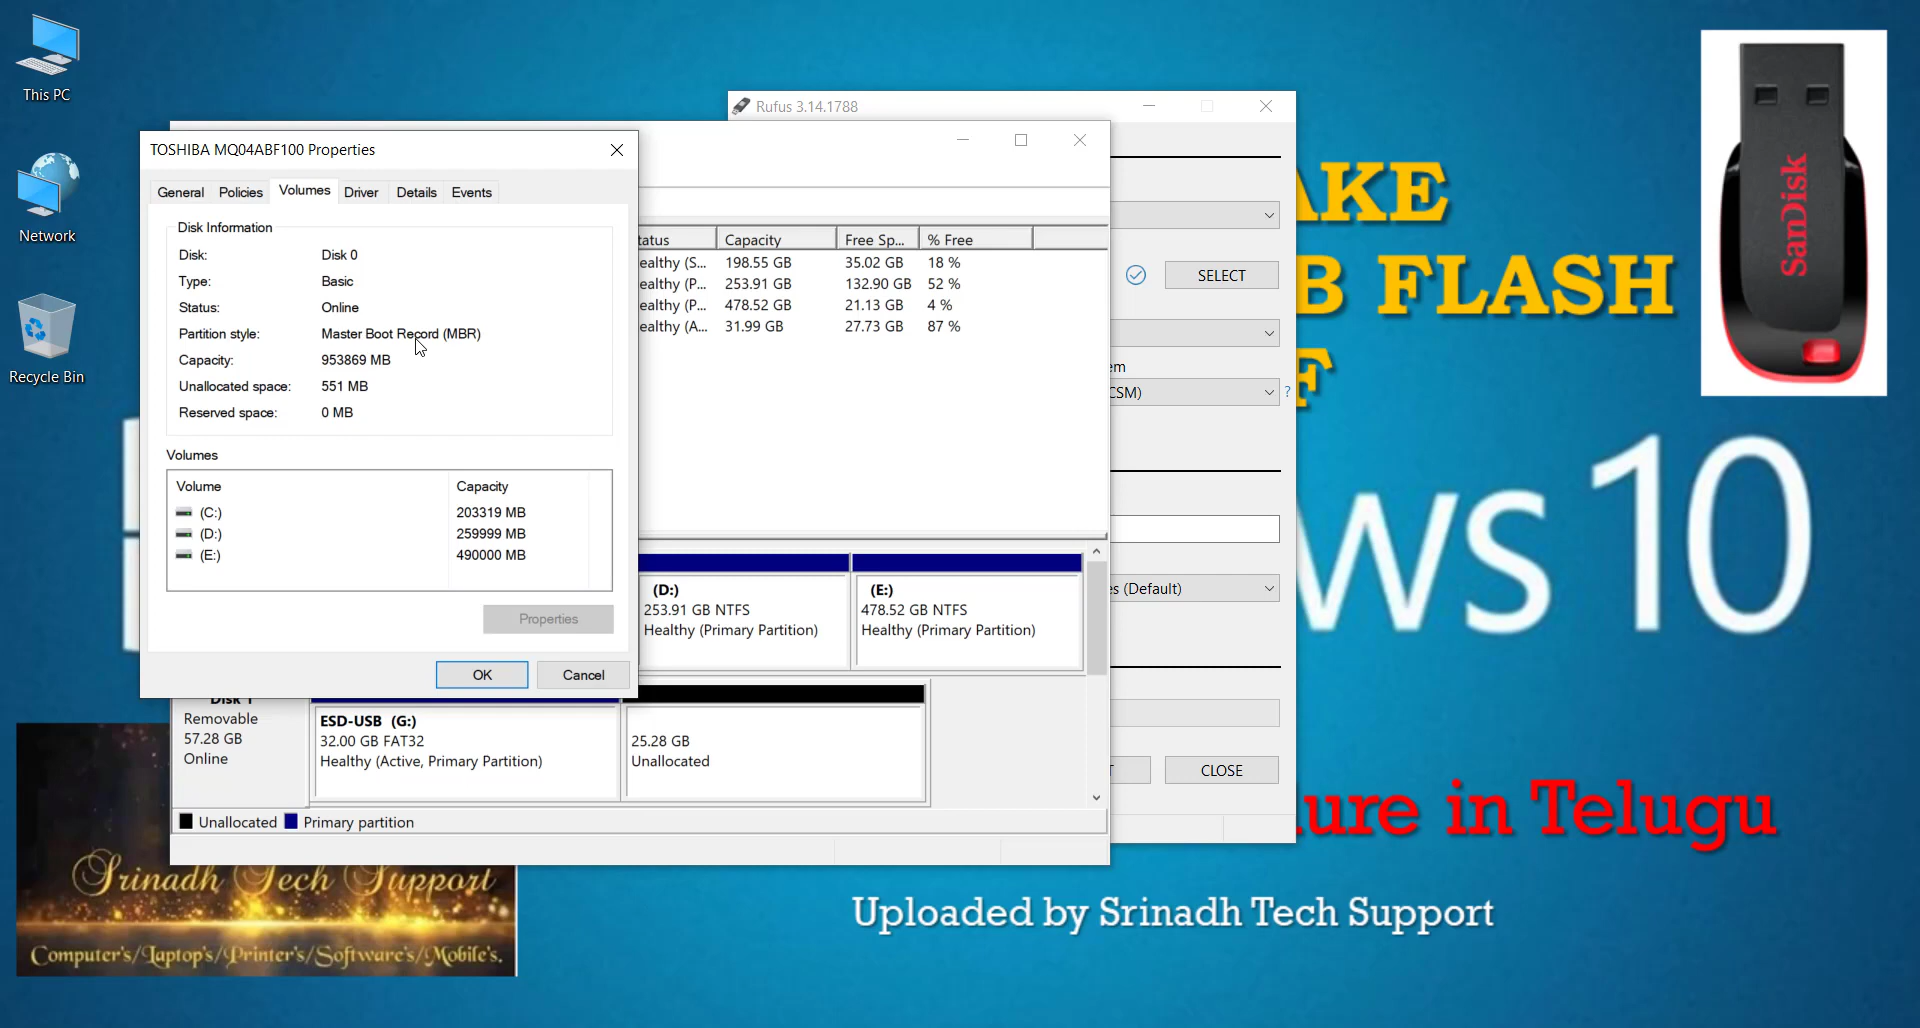 This PC
Network
Recycle Bin
Rufus 3.14.1788
TOSHIBA MQ04ABF100 Properties
General Policies Volumes Driver Details Events
Disk Information
Disk: Disk 0
Type: Basic
Status: Online
Partition style: Master Boot Record (MBR)
Capacity: 953869 MB
Unallocated space: 551 MB
Reserved space: 0 MB
Volumes
Volume Capacity
(C:) 203319 MB
(D:) 259999 MB
(E:) 490000 MB
Properties
OK Cancel
tatus Capacity Free Sp... % Free
ealthy (S... 198.55 GB 35.02 GB 18 %
ealthy (P... 253.91 GB 132.90 GB 52 %
ealthy (P... 478.52 GB 21.13 GB 4 %
ealthy (A... 31.99 GB 27.73 GB 87 %
(D:)
253.91 GB NTFS
Healthy (Primary Partition)
(E:)
478.52 GB NTFS
Healthy (Primary Partition)
Disk 1
Removable
57.28 GB
Online
ESD-USB (G:)
32.00 GB FAT32
Healthy (Active, Primary Partition)
25.28 GB
Unallocated
Unallocated Primary partition
SELECT
em
CSM) ?
es (Default)
T CLOSE
AKE
B FLASH
F
ws 10
ure in Telugu
SanDisk
Srinadh Tech Support
Computer's/Laptop's/Printer's/Software's/Mobile's.
Uploaded by Srinadh Tech Support